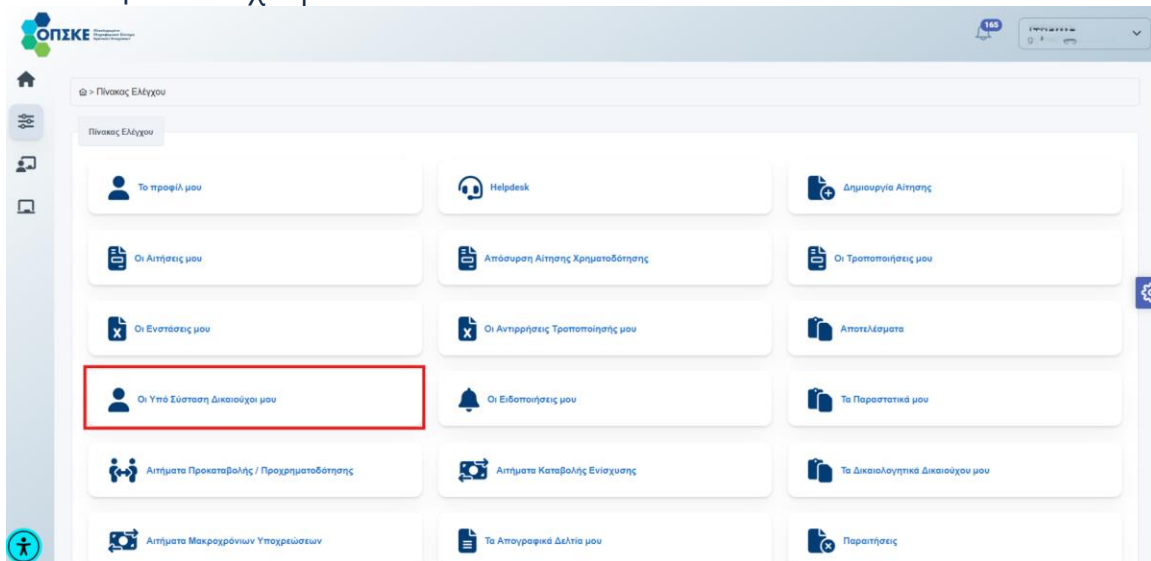 ΟΠΣΚΕ
165
> Πίνακας Ελέγχου
Πίνακας Ελέγχου
Το προφίλ μου
Helpdesk
Δημιουργία Αίτησης
Οι Αιτήσεις μου
Απόσυρση Αίτησης Χρηματοδότησης
Οι Τροποποιήσεις μου
Οι Ενστάσεις μου
Οι Αντιρρήσεις Τροποποίησής μου
Αποτελέσματα
Οι Υπό Σύσταση Δικαιούχοι μου
Οι Ειδοποιήσεις μου
Τα Παραστατικά μου
Αιτήματα Προκαταβολής / Προχρηματοδότησης
Αιτήματα Καταβολής Ενίσχυσης
Τα Δικαιολογητικά Δικαιούχου μου
Αιτήματα Μακροχρόνιων Υποχρεώσεων
Τα Απογραφικά Δελτία μου
Παραιτήσεις